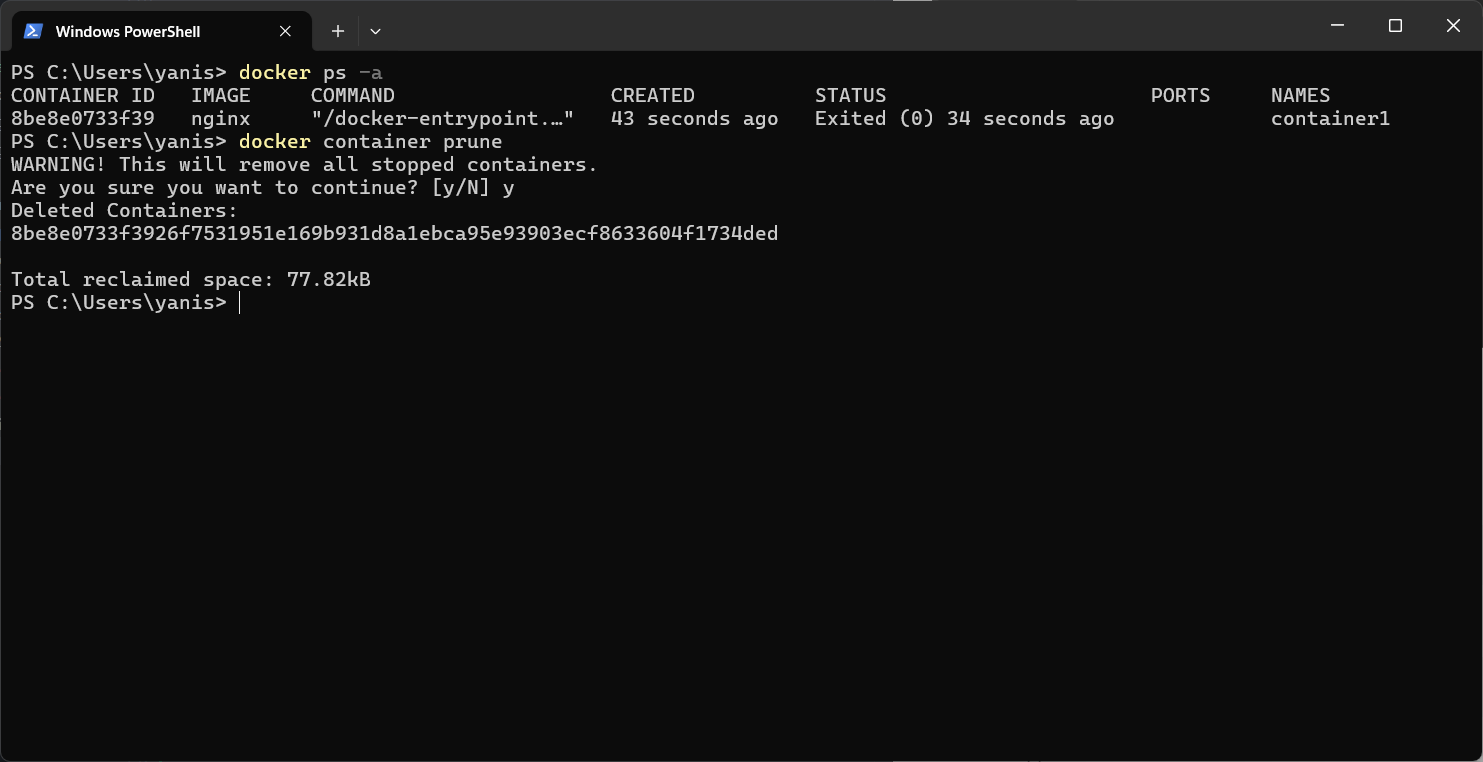 Windows PowerShell
PS C:\Users\yanis> docker ps -a
CONTAINER ID   IMAGE     COMMAND                  CREATED          STATUS                      PORTS     NAMES
8be8e0733f39   nginx     "/docker-entrypoint.…"   43 seconds ago   Exited (0) 34 seconds ago             container1
PS C:\Users\yanis> docker container prune
WARNING! This will remove all stopped containers.
Are you sure you want to continue? [y/N] y
Deleted Containers:
8be8e0733f3926f7531951e169b931d8a1ebca95e93903ecf8633604f1734ded
Total reclaimed space: 77.82kB
PS C:\Users\yanis>